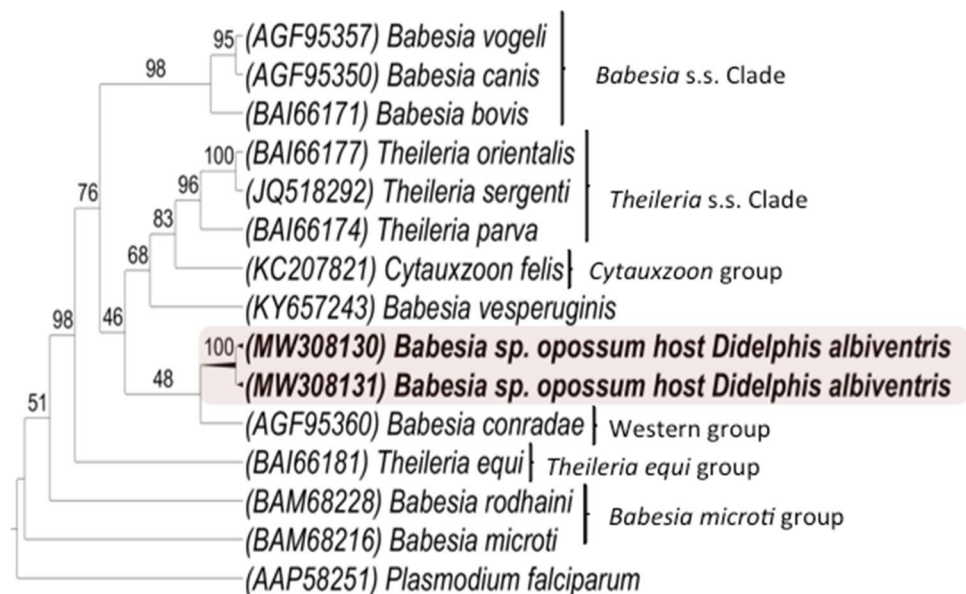 95
(AGF95357) Babesia vogeli
98
(AGF95350) Babesia canis
Babesia s.s. Clade
(BAI66171) Babesia bovis
100
(BAI66177) Theileria orientalis
96
(JQ518292) Theileria sergenti
76
Theileria s.s. Clade
83
(BAI66174) Theileria parva
68
(KC207821) Cytauxzoon felis
Cytauxzoon group
(KY657243) Babesia vesperuginis
98
46
100
(MW308130) Babesia sp. opossum host Didelphis albiventris
48
(MW308131) Babesia sp. opossum host Didelphis albiventris
51
(AGF95360) Babesia conradae
Western group
(BAI66181) Theileria equi
Theileria equi group
(BAM68228) Babesia rodhaini
Babesia microti group
(BAM68216) Babesia microti
(AAP58251) Plasmodium falciparum